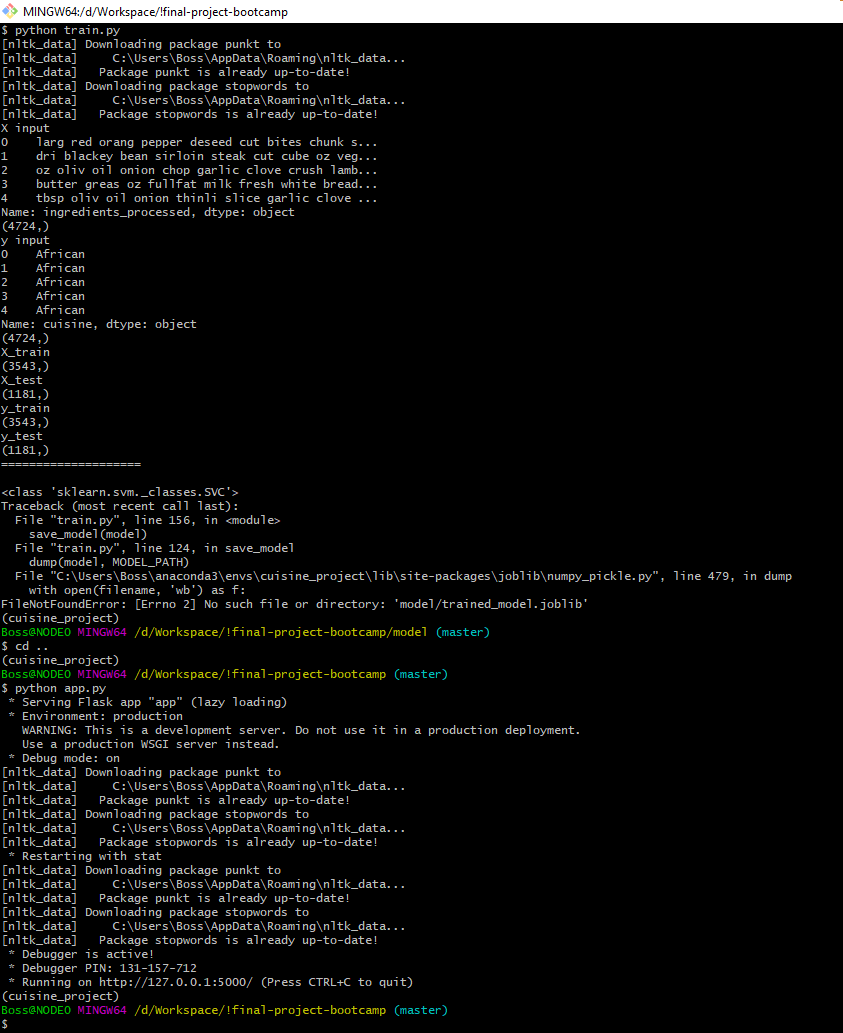 MINGW64:/d/Workspace/!final-project-bootcamp
$ python train.py
[nltk_data] Downloading package punkt to
[nltk_data]     C:\Users\Boss\AppData\Roaming\nltk_data...
[nltk_data]   Package punkt is already up-to-date!
[nltk_data] Downloading package stopwords to
[nltk_data]     C:\Users\Boss\AppData\Roaming\nltk_data...
[nltk_data]   Package stopwords is already up-to-date!
X input
0    larg red orang pepper deseed cut bites chunk s...
1    dri blackey bean sirloin steak cut cube oz veg...
2    oz oliv oil onion chop garlic clove crush lamb...
3    butter greas oz fullfat milk fresh white bread...
4    tbsp oliv oil onion thinli slice garlic clove ...
Name: ingredients_processed, dtype: object
(4724,)
y input
0    African
1    African
2    African
3    African
4    African
Name: cuisine, dtype: object
(4724,)
X_train
(3543,)
X_test
(1181,)
y_train
(3543,)
y_test
(1181,)
====================
<class 'sklearn.svm._classes.SVC'>
Traceback (most recent call last):
  File "train.py", line 156, in <module>
    save_model(model)
  File "train.py", line 124, in save_model
    dump(model, MODEL_PATH)
  File "C:\Users\Boss\anaconda3\envs\cuisine_project\lib\site-packages\joblib\numpy_pickle.py", line 479, in dump
    with open(filename, 'wb') as f:
FileNotFoundError: [Errno 2] No such file or directory: 'model/trained_model.joblib'
(cuisine_project)
Boss@NODEO MINGW64 /d/Workspace/!final-project-bootcamp/model (master)
$ cd ..
(cuisine_project)
Boss@NODEO MINGW64 /d/Workspace/!final-project-bootcamp (master)
$ python app.py
 * Serving Flask app "app" (lazy loading)
 * Environment: production
   WARNING: This is a development server. Do not use it in a production deployment.
   Use a production WSGI server instead.
 * Debug mode: on
[nltk_data] Downloading package punkt to
[nltk_data]     C:\Users\Boss\AppData\Roaming\nltk_data...
[nltk_data]   Package punkt is already up-to-date!
[nltk_data] Downloading package stopwords to
[nltk_data]     C:\Users\Boss\AppData\Roaming\nltk_data...
[nltk_data]   Package stopwords is already up-to-date!
 * Restarting with stat
[nltk_data] Downloading package punkt to
[nltk_data]     C:\Users\Boss\AppData\Roaming\nltk_data...
[nltk_data]   Package punkt is already up-to-date!
[nltk_data] Downloading package stopwords to
[nltk_data]     C:\Users\Boss\AppData\Roaming\nltk_data...
[nltk_data]   Package stopwords is already up-to-date!
 * Debugger is active!
 * Debugger PIN: 131-157-712
 * Running on http://127.0.0.1:5000/ (Press CTRL+C to quit)
(cuisine_project)
Boss@NODEO MINGW64 /d/Workspace/!final-project-bootcamp (master)
$